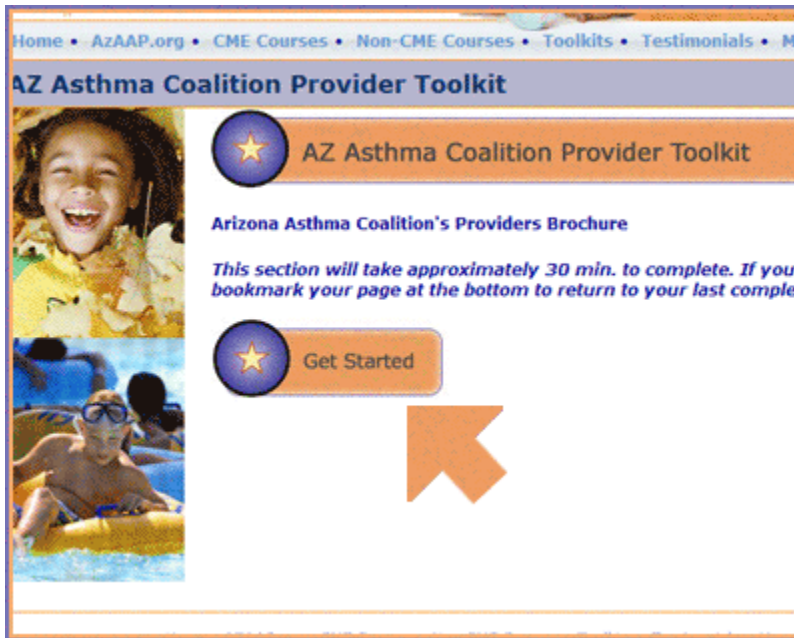 Home • AzAAP.org • CME Courses • Non-CME Courses • Toolkits • Testimonials •
AZ Asthma Coalition Provider Toolkit
AZ Asthma Coalition Provider Toolkit
Arizona Asthma Coalition's Providers Brochure
This section will take approximately 30 min. to complete. If you
bookmark your page at the bottom to return to your last comple
Get Started